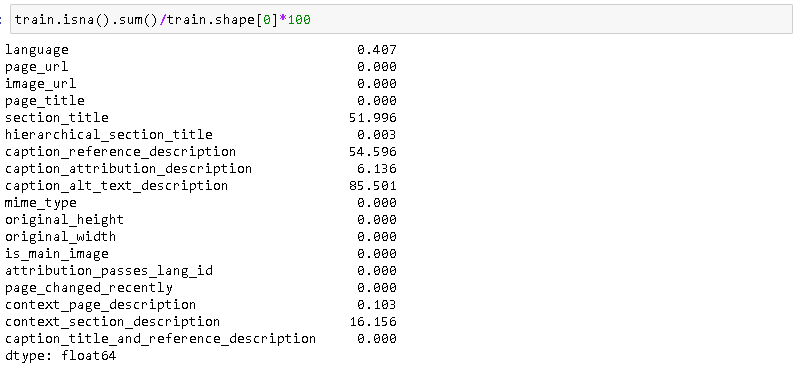 train.isna().sum()/train.shape[0]*100
language 0.407
page_url 0.000
image_url 0.000
page_title 0.000
section_title 51.996
hierarchical_section_title 0.003
caption_reference_description 54.596
caption_attribution_description 6.136
caption_alt_text_description 85.501
mime_type 0.000
original_height 0.000
original_width 0.000
is_main_image 0.000
attribution_passes_lang_id 0.000
page_changed_recently 0.000
context_page_description 0.103
context_section_description 16.156
caption_title_and_reference_description 0.000
dtype: float64